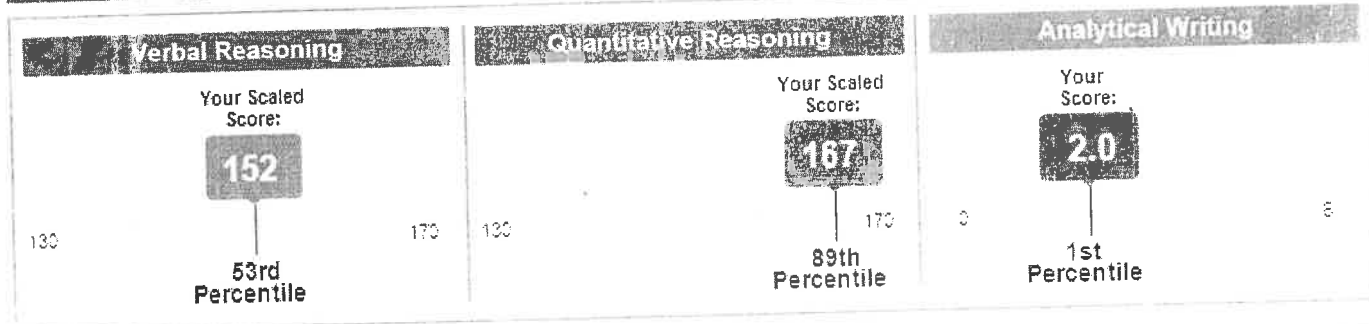 Verbal Reasoning
Your Scaled
Score:
152
130
170
53rd
Percentile
Quantitative Reasoning
Your Scaled
Score:
167
130
170
89th
Percentile
Analytical Writing
Your
Score:
2.0
0
6
1st
Percentile